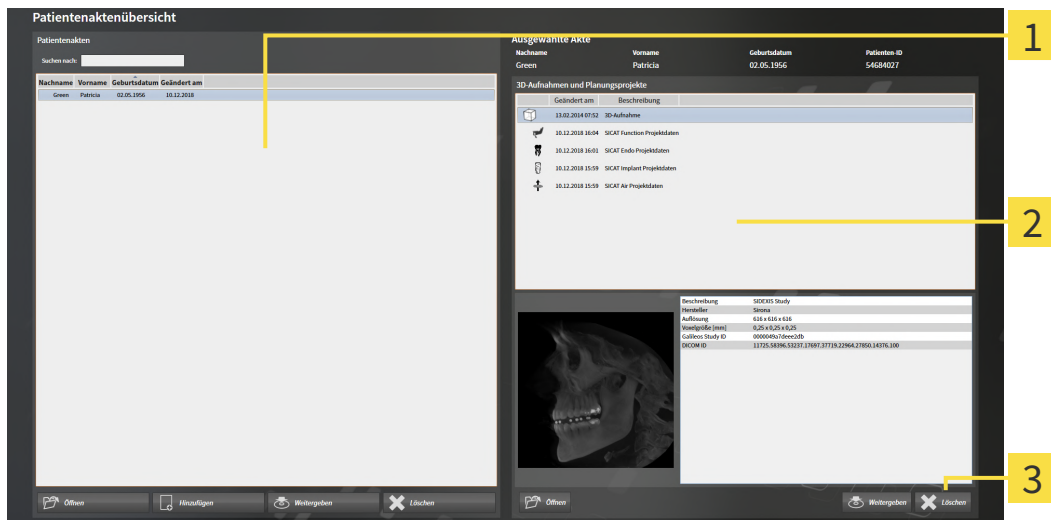 Patientenaktenübersicht
Patientenakten
Suchen nach:
Nachname Vorname Geburtsdatum Geändert am
Green Patricia 02.05.1956 10.12.2018
Öffnen Hinzufügen Weitergeben Löschen
Ausgewählte Akte
Nachname Vorname Geburtsdatum Patienten-ID
Green Patricia 02.05.1956 54684027
3D-Aufnahmen und Planungsprojekte
Geändert am Beschreibung
13.02.2014 07:52 3D-Aufnahme
10.12.2018 16:04 SICAT Function Projektdaten
10.12.2018 16:01 SICAT Endo Projektdaten
10.12.2018 15:59 SICAT Implant Projektdaten
10.12.2018 15:59 SICAT Air Projektdaten
Beschreibung SIDEXIS Study
Hersteller Sirona
Auflösung 616 x 616 x 616
Voxelgröße [mm] 0,25 x 0,25 x 0,25
Galileos Study ID 0000049a7deee2db
DICOM ID 11725.58396.53237.17697.37719.22964.27850.14376.100
Öffnen Weitergeben Löschen
1
2
3